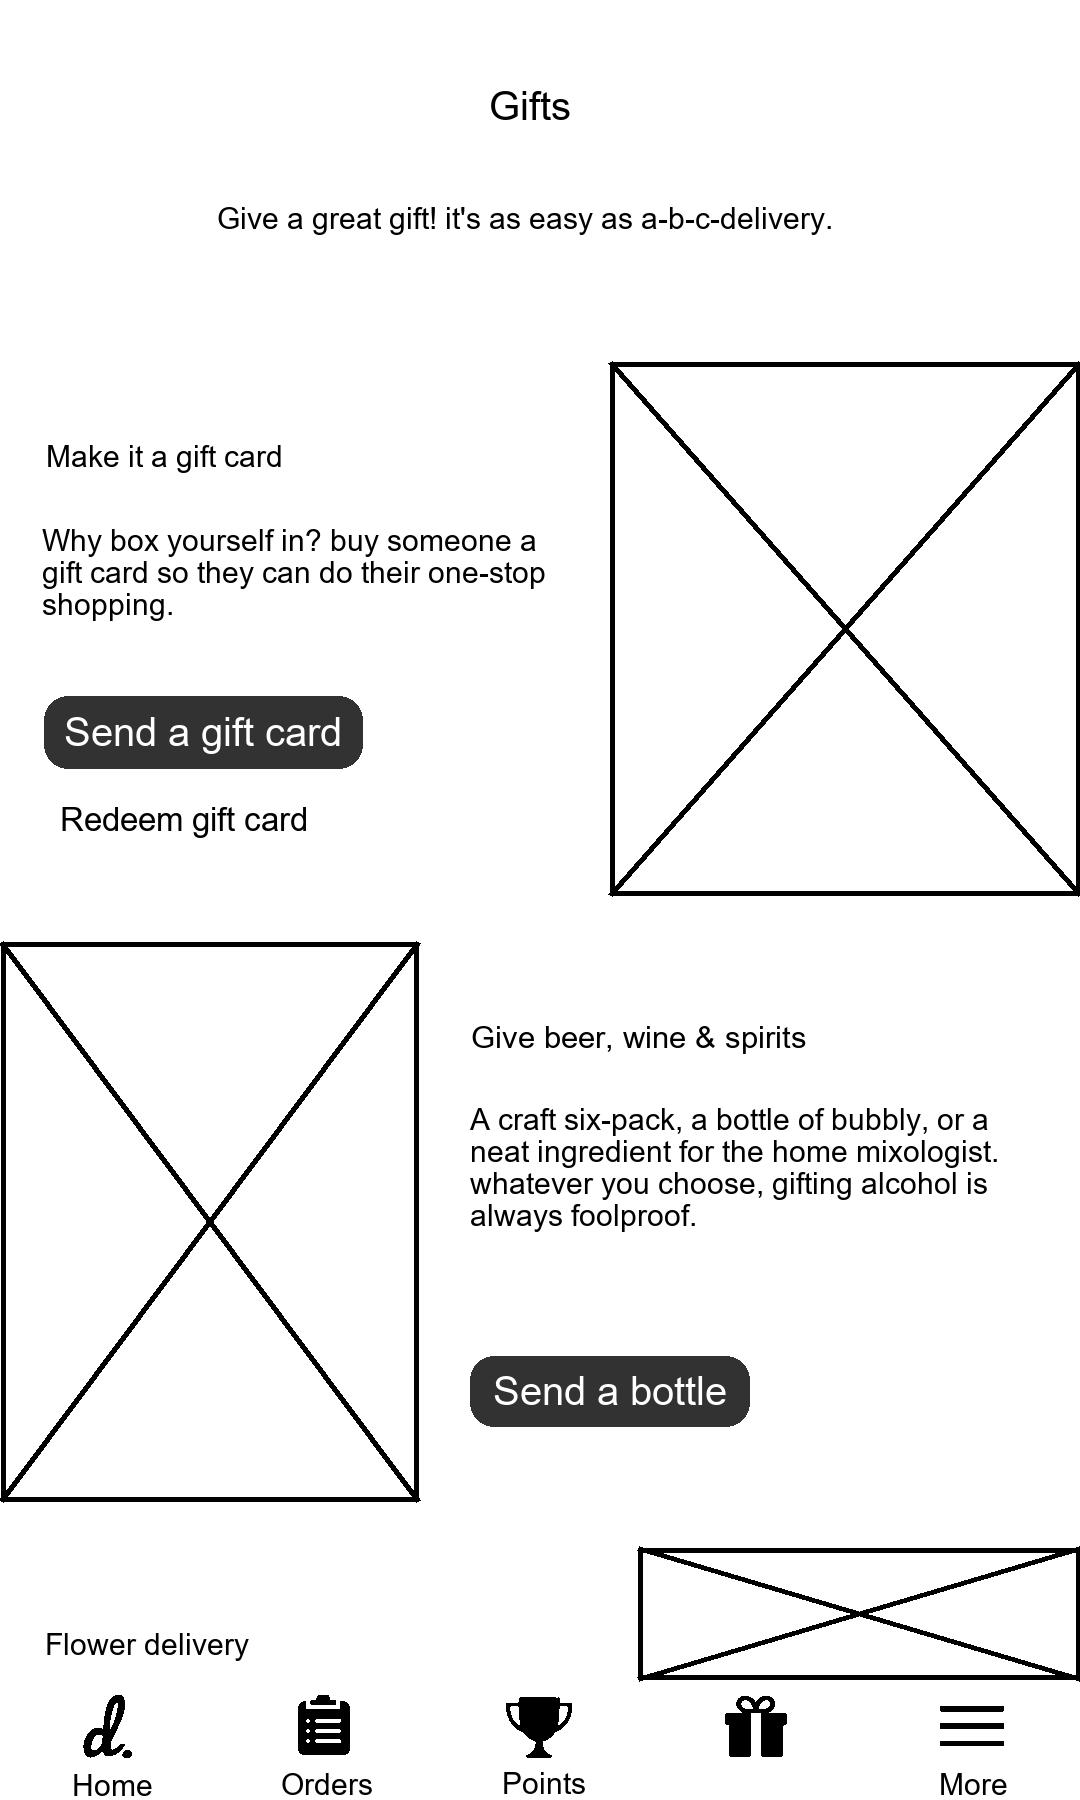 Gifts
Give a great gift! it's as easy as a-b-c-delivery.
Make it a gift card
Why box yourself in? buy someone a
gift card so they can do their one-stop
shopping.
Send a gift card
Redeem gift card
Give beer, wine & spirits
A craft six-pack, a bottle of bubbly, or a
neat ingredient for the home mixologist.
whatever you choose, gifting alcohol is
always foolproof.
Send a bottle
Flower delivery
d.
Home
Orders
Points
More